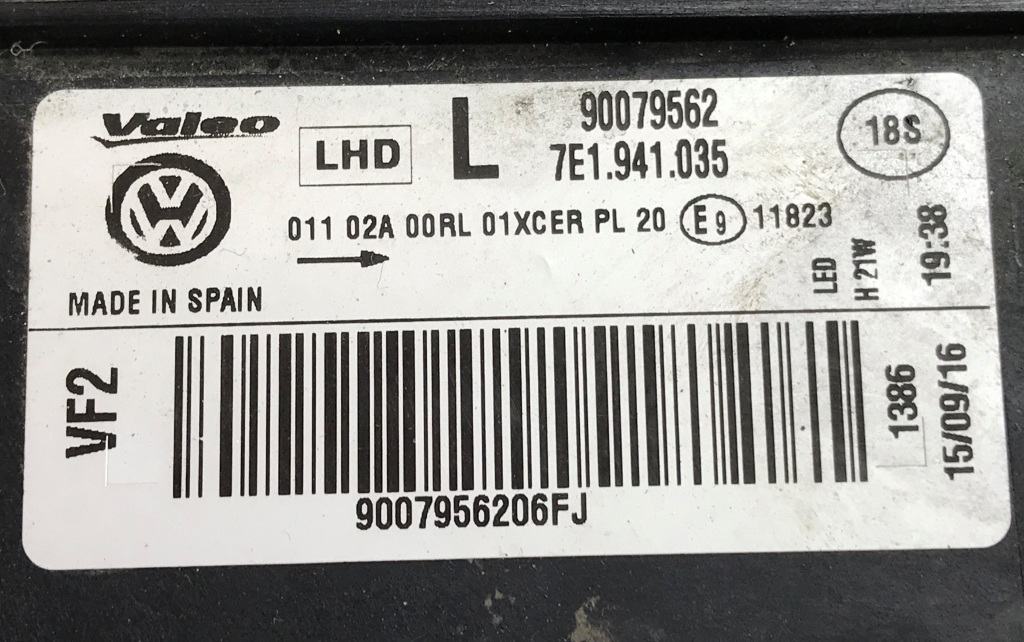 Valeo
LHD
L
90079562
7E1.941.035
18S
011 02A 00RL 01XCER PL 20 E9 11823
MADE IN SPAIN
LED
H 21W
19:38
VF2
1386
15/09/16
9007956206FJ